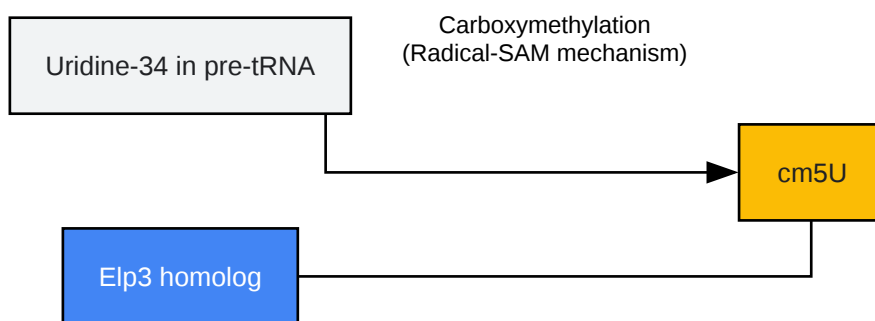 Carboxymethylation
(Radical-SAM mechanism)
Uridine-34 in pre-tRNA
cm5U
Elp3 homolog